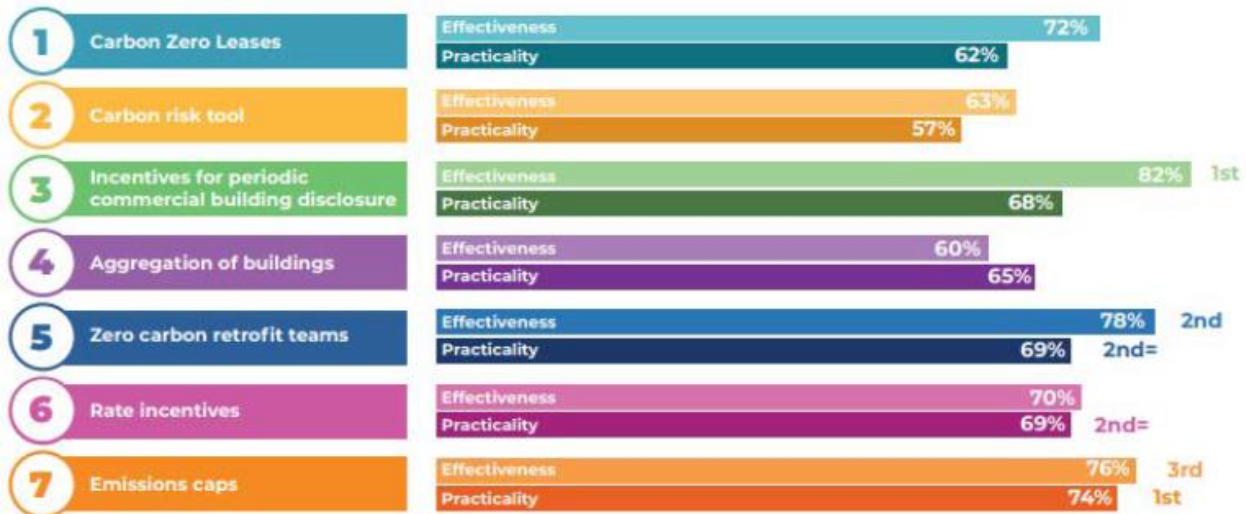 1 Carbon Zero Leases
Effectiveness 72%
Practicality 62%
2 Carbon risk tool
Effectiveness 63%
Practicality 57%
3 Incentives for periodic
commercial building disclosure
Effectiveness 82% 1st
Practicality 68%
4 Aggregation of buildings
Effectiveness 60%
Practicality 65%
5 Zero carbon retrofit teams
Effectiveness 78% 2nd
Practicality 69% 2nd=
6 Rate incentives
Effectiveness 70%
Practicality 69% 2nd=
7 Emissions caps
Effectiveness 76% 3rd
Practicality 74% 1st